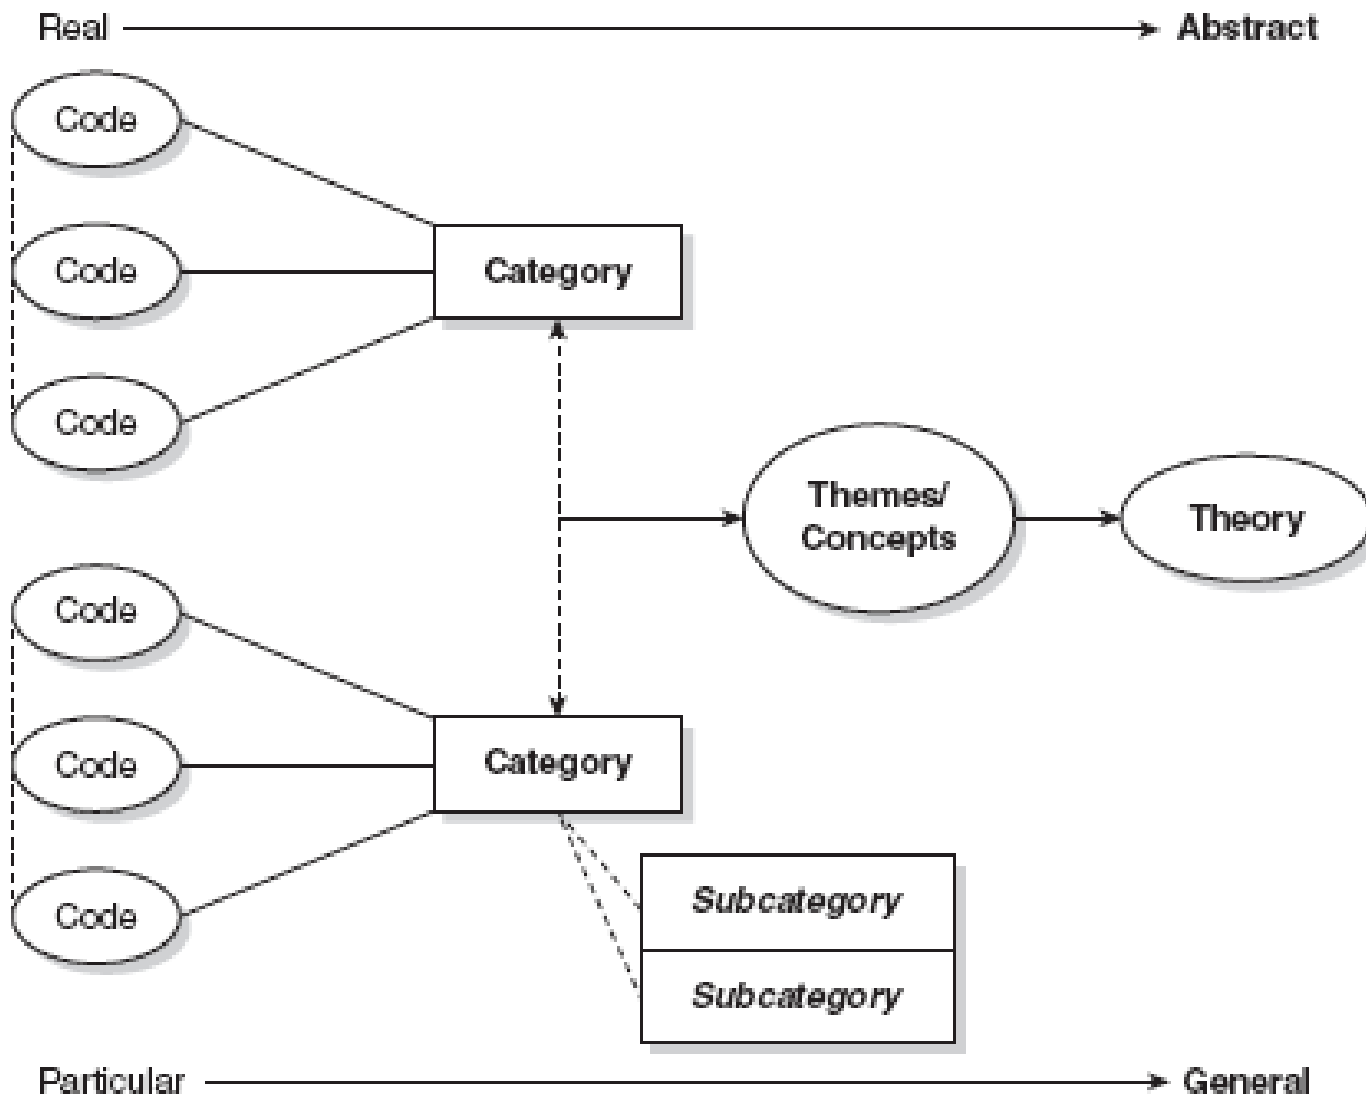 Real
Abstract
Code
Code
Category
Code
Themes/
Concepts
Theory
Code
Code
Category
Code
Subcategory
Subcategory
Particular
General